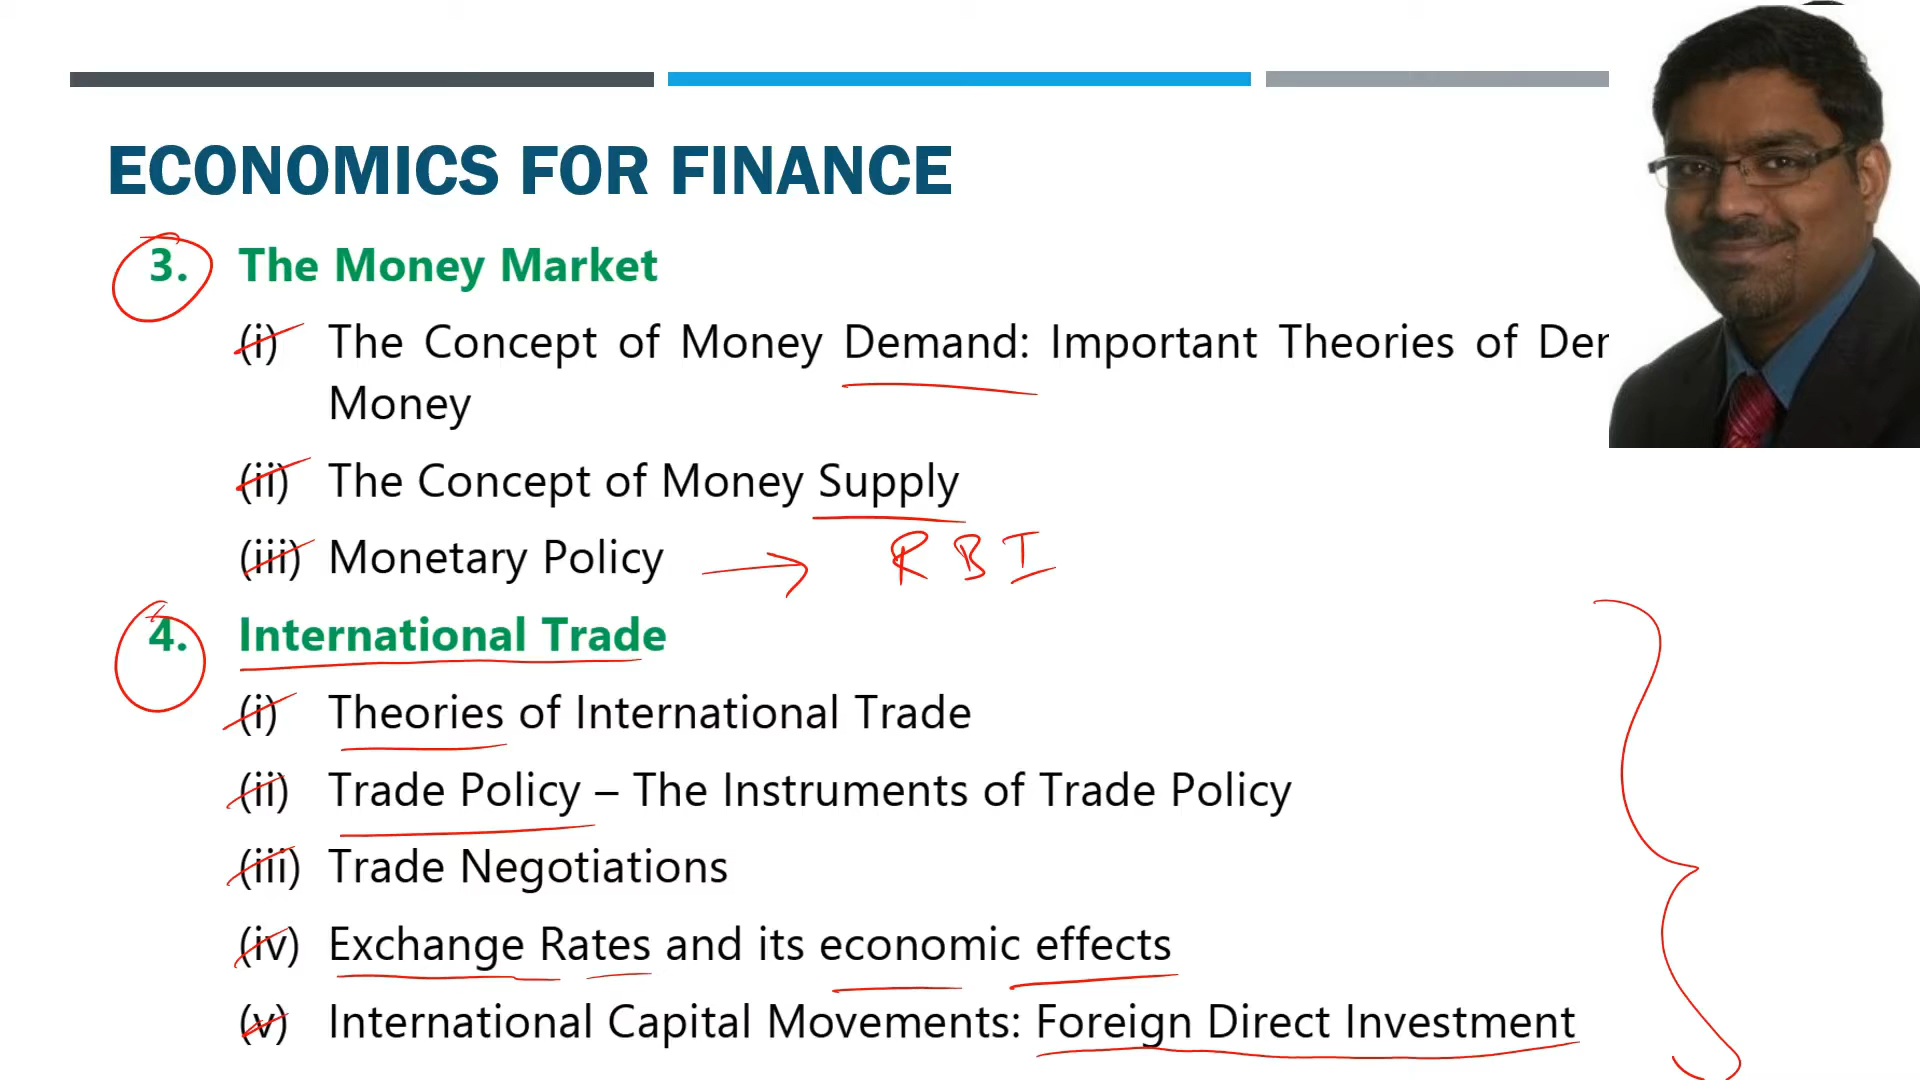 ECONOMICS FOR FINANCE
3. The Money Market
(i) The Concept of Money Demand: Important Theories of
Money
(ii) The Concept of Money Supply
(iii) Monetary Policy → RBI
4. International Trade
(i) Theories of International Trade
(ii) Trade Policy – The Instruments of Trade Policy
(iii) Trade Negotiations
(iv) Exchange Rates and its economic effects
(v) International Capital Movements: Foreign Direct Investment